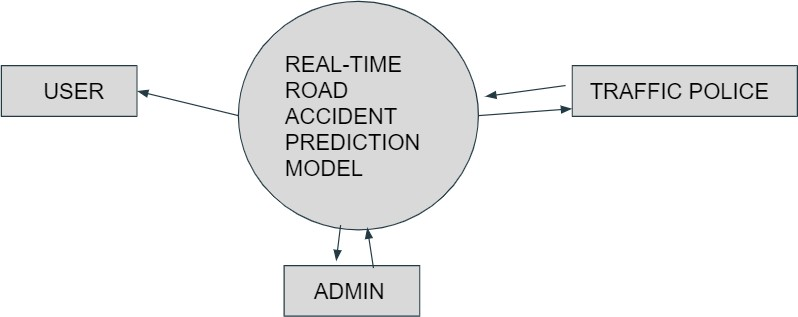 USER
REAL-TIME
ROAD
ACCIDENT
PREDICTION
MODEL
TRAFFIC POLICE
ADMIN